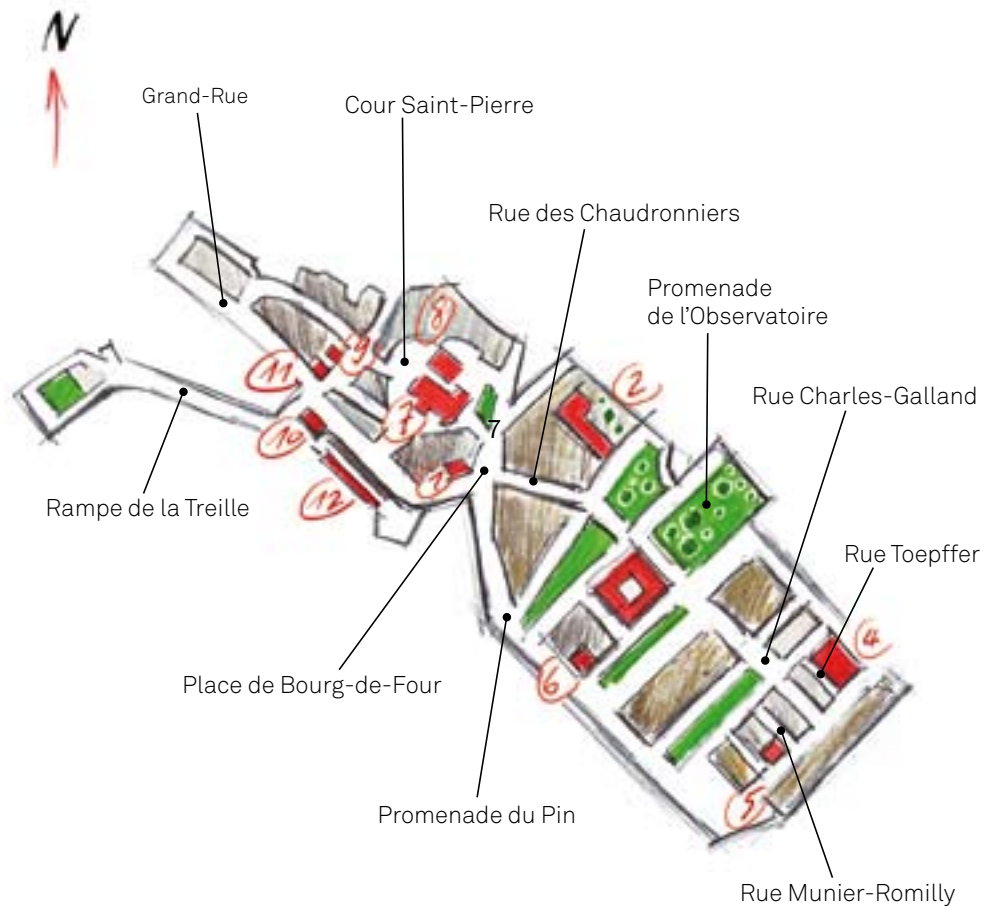 N
Grand-Rue
Cour Saint-Pierre
Rue des Chaudronniers
Promenade
de l'Observatoire
Rue Charles-Galland
Rue Toepffer
8
9
11
2
7
7
10
1
12
Rampe de la Treille
4
6
Place de Bourg-de-Four
5
Promenade du Pin
Rue Munier-Romilly